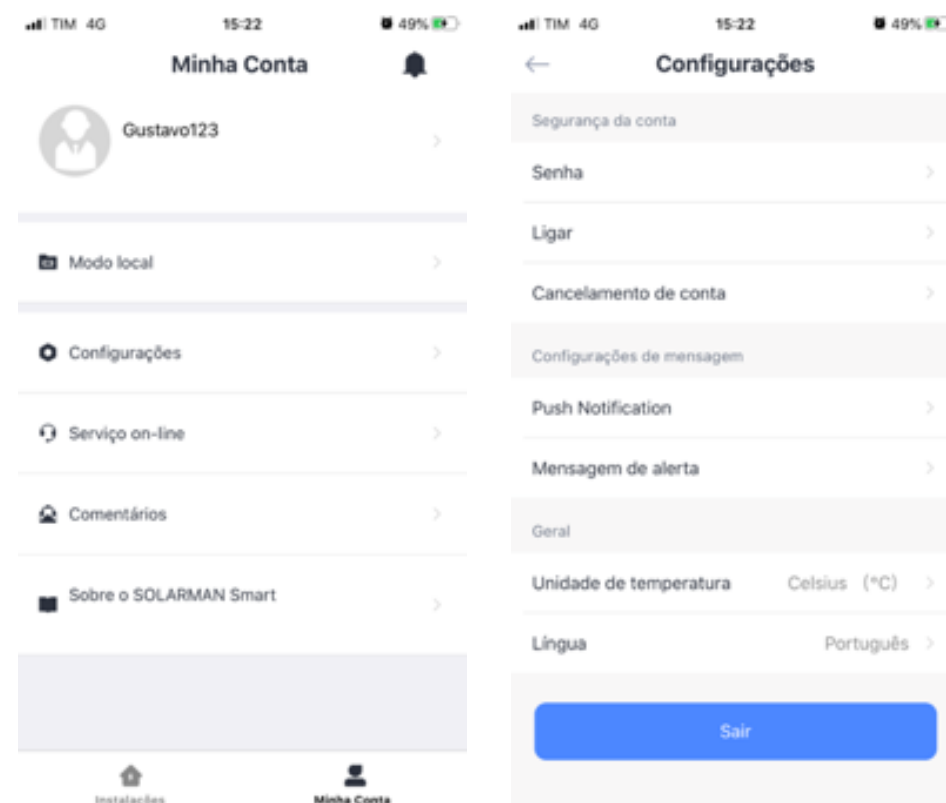 TIM 4G 15:22 49%
Minha Conta
Gustavo123
Modo local
Configurações
Serviço on-line
Comentários
Sobre o SOLARMAN Smart
Instalações Minha Conta
TIM 4G 15:22 49%
Configurações
Segurança da conta
Senha
Ligar
Cancelamento de conta
Configurações de mensagem
Push Notification
Mensagem de alerta
Geral
Unidade de temperatura Celsius (°C)
Língua Português
Sair